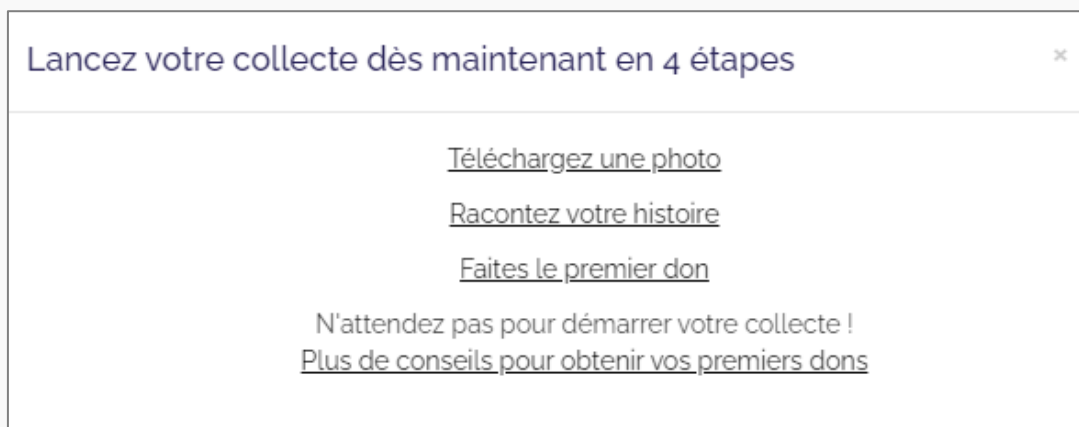 Lancez votre collecte dès maintenant en 4 étapes
×
Téléchargez une photo
Racontez votre histoire
Faites le premier don
N'attendez pas pour démarrer votre collecte !
Plus de conseils pour obtenir vos premiers dons